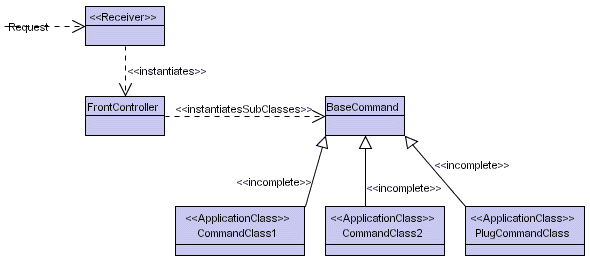 <<Receiver>>
Request
<<instantiates>>
FrontController
<<instantiatesSubClasses>>
BaseCommand
<<incomplete>>
<<incomplete>>
<<incomplete>>
<<ApplicationClass>>
CommandClass1
<<ApplicationClass>>
CommandClass2
<<ApplicationClass>>
PlugCommandClass